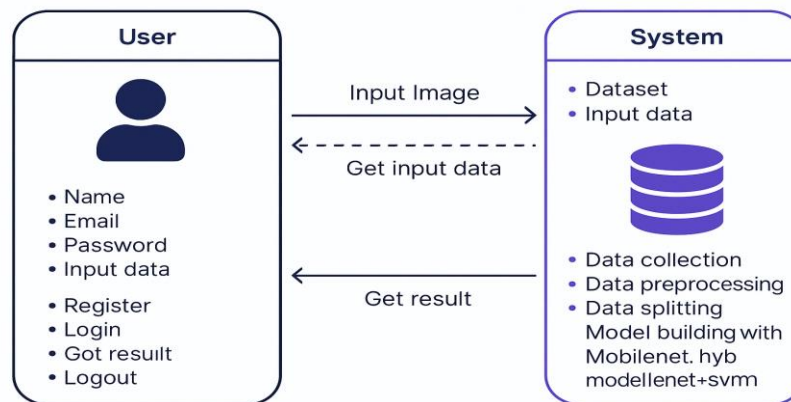 User
• Name
• Email
• Password
• Input data
• Register
• Login
• Got resuilt
• Logout
Input Image
Get input data
Get result
System
• Dataset
• Input data
• Data collection
• Data preprocessing
• Data splitting
Model building with
Mobilenet. hyb
modellenet+svm